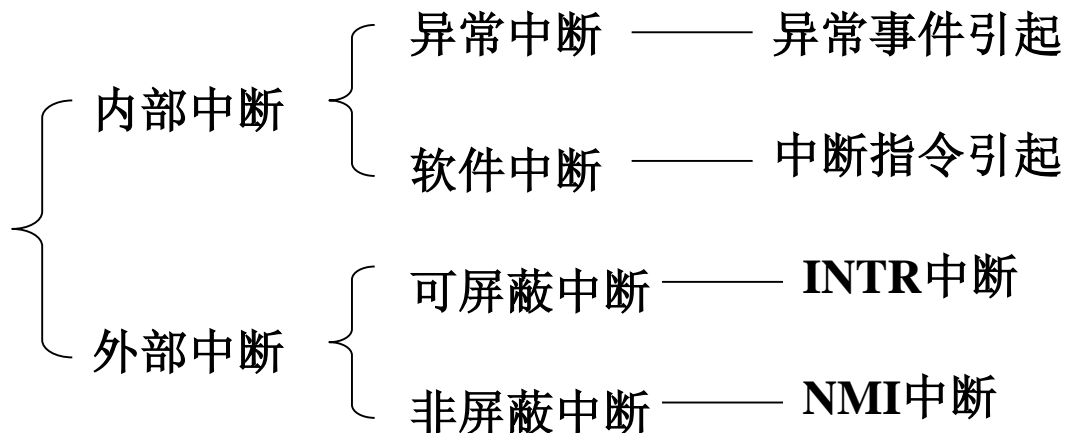 异常中断 异常事件引起
内部中断
软件中断 中断指令引起
可屏蔽中断 INTR中断
外部中断
非屏蔽中断 NMI中断